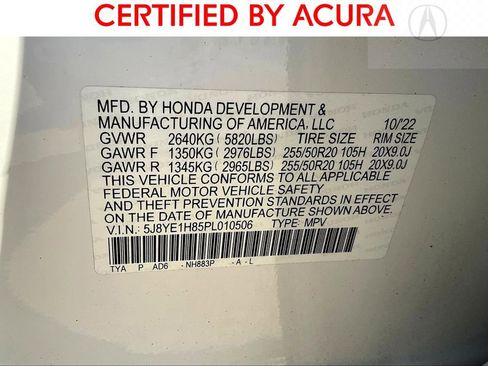 CERTIFIED BY ACURA
MFD. BY HONDA DEVELOPMENT &
MANUFACTURING OF AMERICA, LLC 10/'22
GVWR 2640KG( 5820LBS) TIRE SIZE RIM SIZE
GAWR F 1350KG( 2976LBS) 255/50R20 105H 20X9.0J
GAWR R 1345KG( 2965LBS) 255/50R20 105H 20X9.0J
THIS VEHICLE CONFORMS TO ALL APPLICABLE
FEDERAL MOTOR VEHICLE SAFETY
AND THEFT PREVENTION STANDARDS IN EFFECT
ON THE DATE OF MANUFACTURE SHOWN ABOVE.
V.I.N.: 5J8YE1H85PL010506 TYPE: MPV
TYA P AD6 -NH883P -A-L